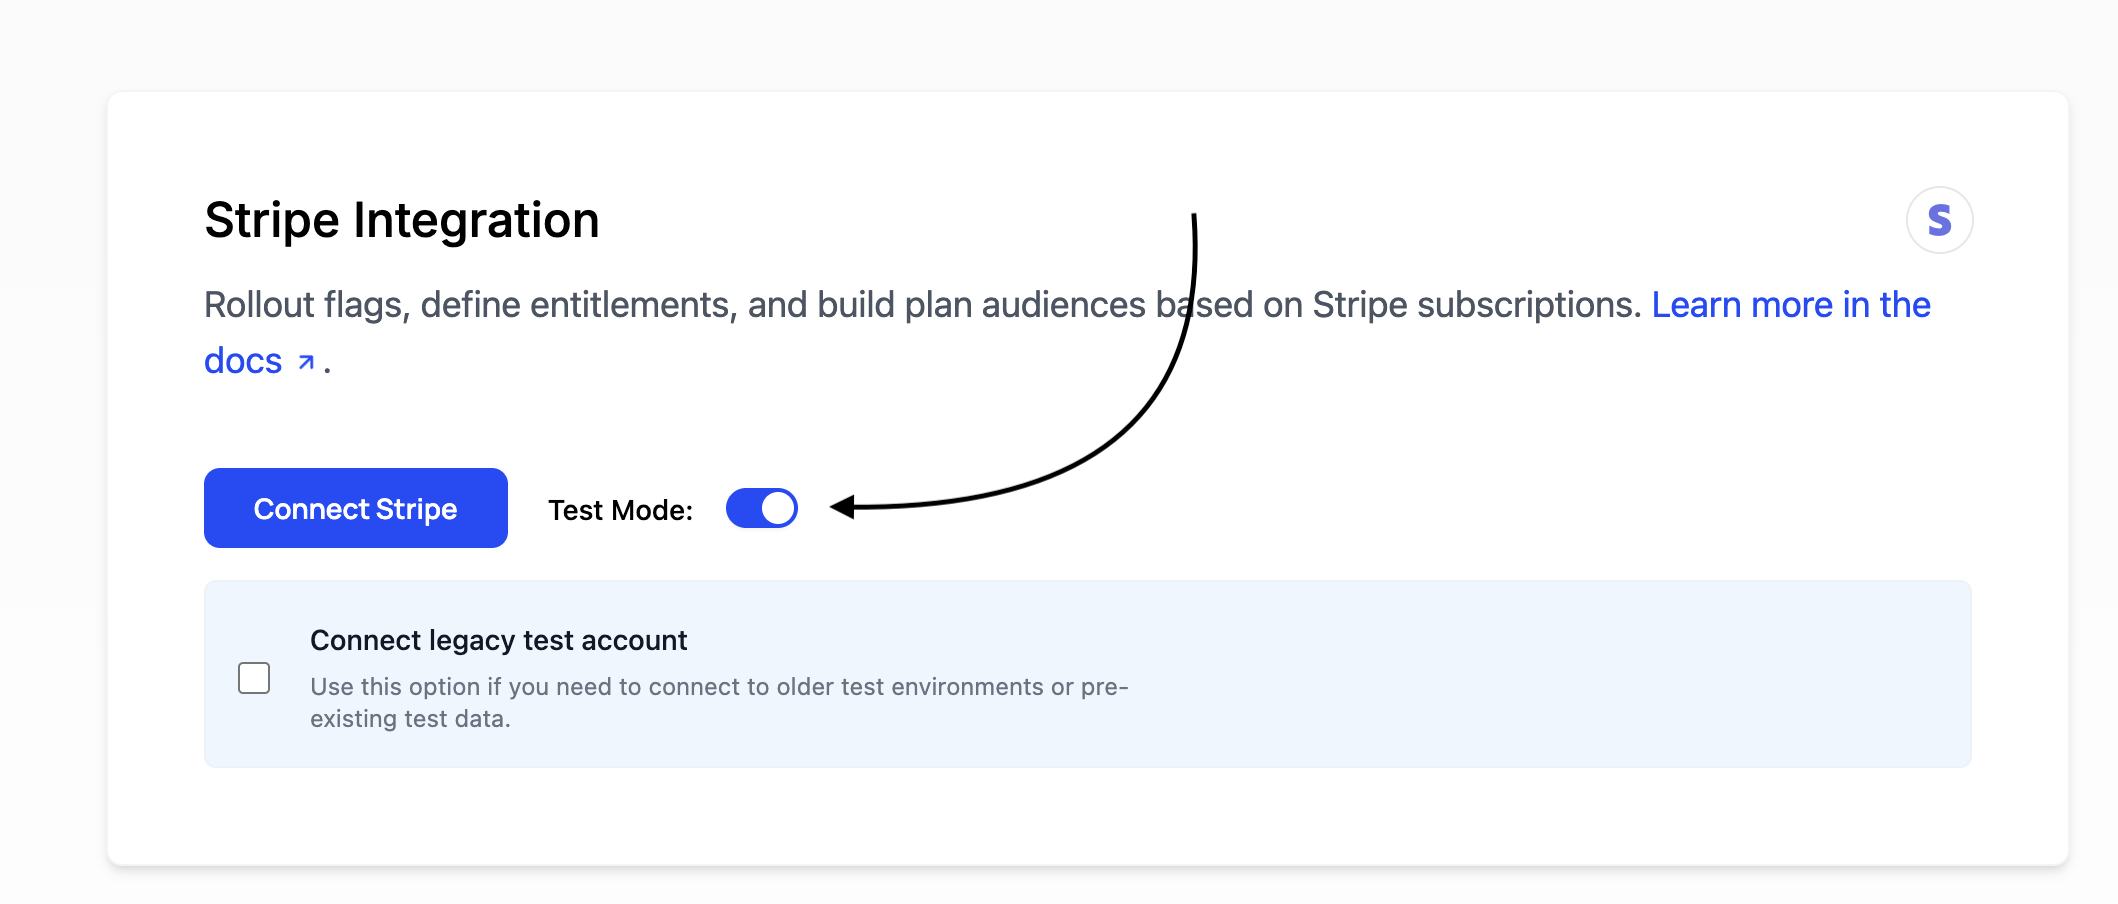 Stripe Integration
S
Rollout flags, define entitlements, and build plan audiences based on Stripe subscriptions. Learn more in the
docs ↗ .
Connect Stripe
Test Mode:
Connect legacy test account
Use this option if you need to connect to older test environments or pre-
existing test data.